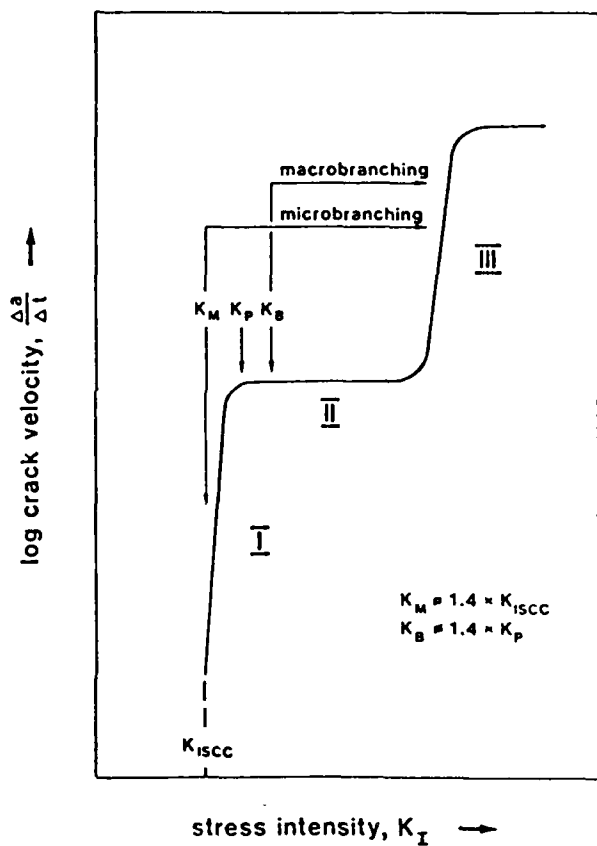 macrobranching
microbranching
III
K_M K_P K_B
II
I
K_M = 1.4 × K_ISCC
K_B = 1.4 × K_P
K_ISCC
log crack velocity, Δa/Δt →
stress intensity, K_I →